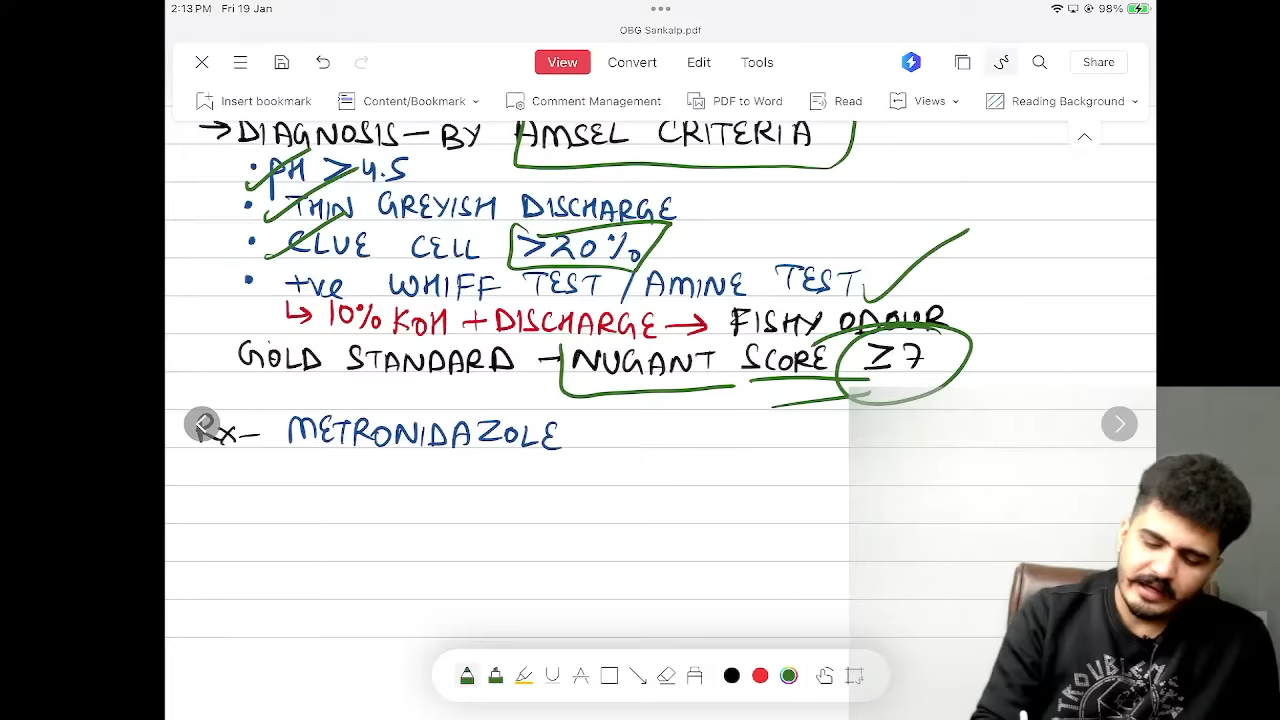 2:13 PM Fri 19 Jan
98%
OBG Sankalp.pdf
View Convert Edit Tools
Share
Insert bookmark Content/Bookmark Comment Management PDF to Word Read Views Reading Background
→ DIAGNOSIS – BY AMSEL CRITERIA
• PH > 4.5
• THIN GREYISH DISCHARGE
• CLUE CELL >20%
• +ve WHIFF TEST / AMINE TEST
↳ 10% KOH + DISCHARGE → FISHY ODOUR
GOLD STANDARD – NUGANT SCORE ≥7
Rx – METRONIDAZOLE